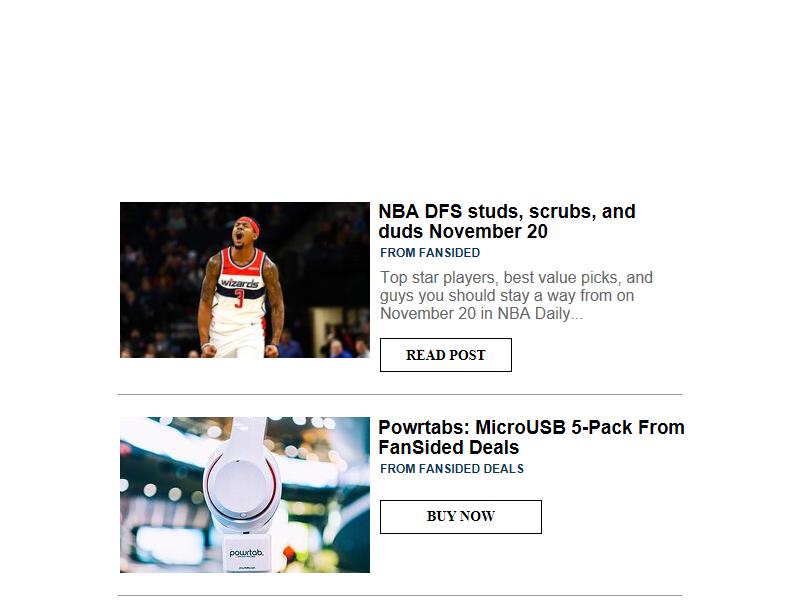 NBA DFS studs, scrubs, and
duds November 20
FROM FANSIDED
Top star players, best value picks, and
guys you should stay a way from on
November 20 in NBA Daily...
READ POST
wizards
3
Powrtabs: MicroUSB 5-Pack From
FanSided Deals
FROM FANSIDED DEALS
BUY NOW
powrtab.